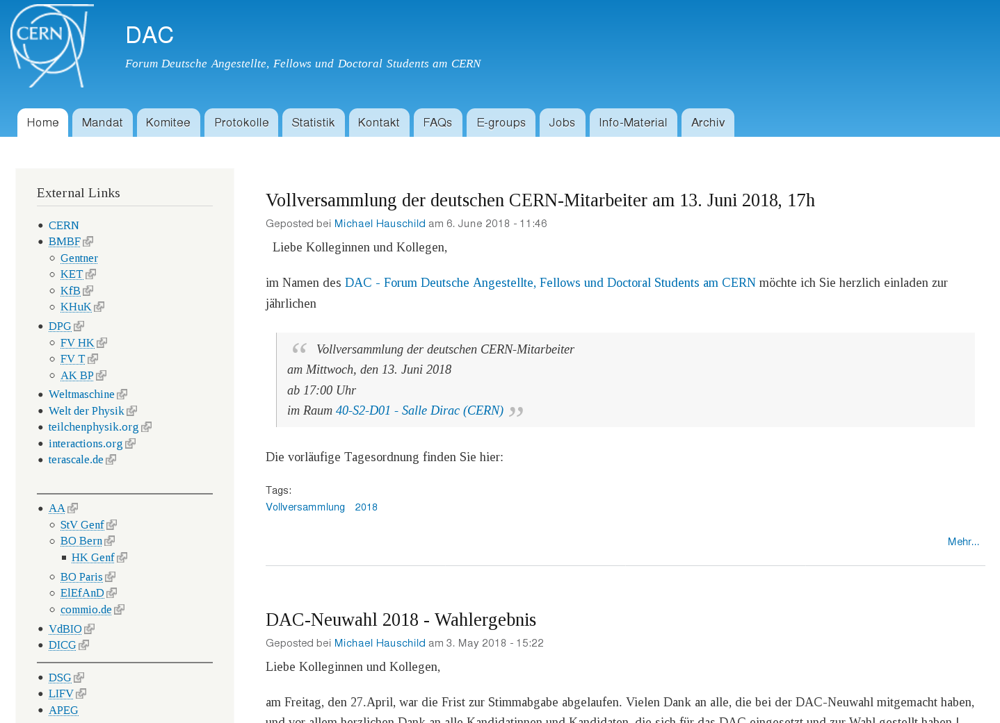 CERN
DAC
Forum Deutsche Angestellte, Fellows und Doctoral Students am CERN
Home
Mandat
Komitee
Protokolle
Statistik
Kontakt
FAQs
E-groups
Jobs
Info-Material
Archiv
External Links
CERN
BMBF
Gentner
KET
KfB
KHuK
DPG
FV HK
FV T
AK BP
Weltmaschine
Welt der Physik
teilchenphysik.org
interactions.org
terascale.de
AA
StV Genf
BO Bern
HK Genf
BO Paris
ElEfAnD
commio.de
VdBIO
DICG
DSG
LIFV
APEG
Vollversammlung der deutschen CERN-Mitarbeiter am 13. Juni 2018, 17h
Geposted bei Michael Hauschild am 6. June 2018 - 11:46
Liebe Kolleginnen und Kollegen,
im Namen des DAC - Forum Deutsche Angestellte, Fellows und Doctoral Students am CERN möchte ich Sie herzlich einladen zur
jährlichen
“ Vollversammlung der deutschen CERN-Mitarbeiter
am Mittwoch, den 13. Juni 2018
ab 17:00 Uhr
im Raum 40-S2-D01 - Salle Dirac (CERN) ”
Die vorläufige Tagesordnung finden Sie hier:
Tags:
Vollversammlung 2018
Mehr...
DAC-Neuwahl 2018 - Wahlergebnis
Geposted bei Michael Hauschild am 3. May 2018 - 15:22
Liebe Kolleginnen und Kollegen,
am Freitag, den 27.April, war die Frist zur Stimmabgabe abgelaufen. Vielen Dank an alle, die bei der DAC-Neuwahl mitgemacht haben,
und vor allem herzlichen Dank an alle Kandidatinnen und Kandidaten, die sich für das DAC eingesetzt und zur Wahl gestellt haben !